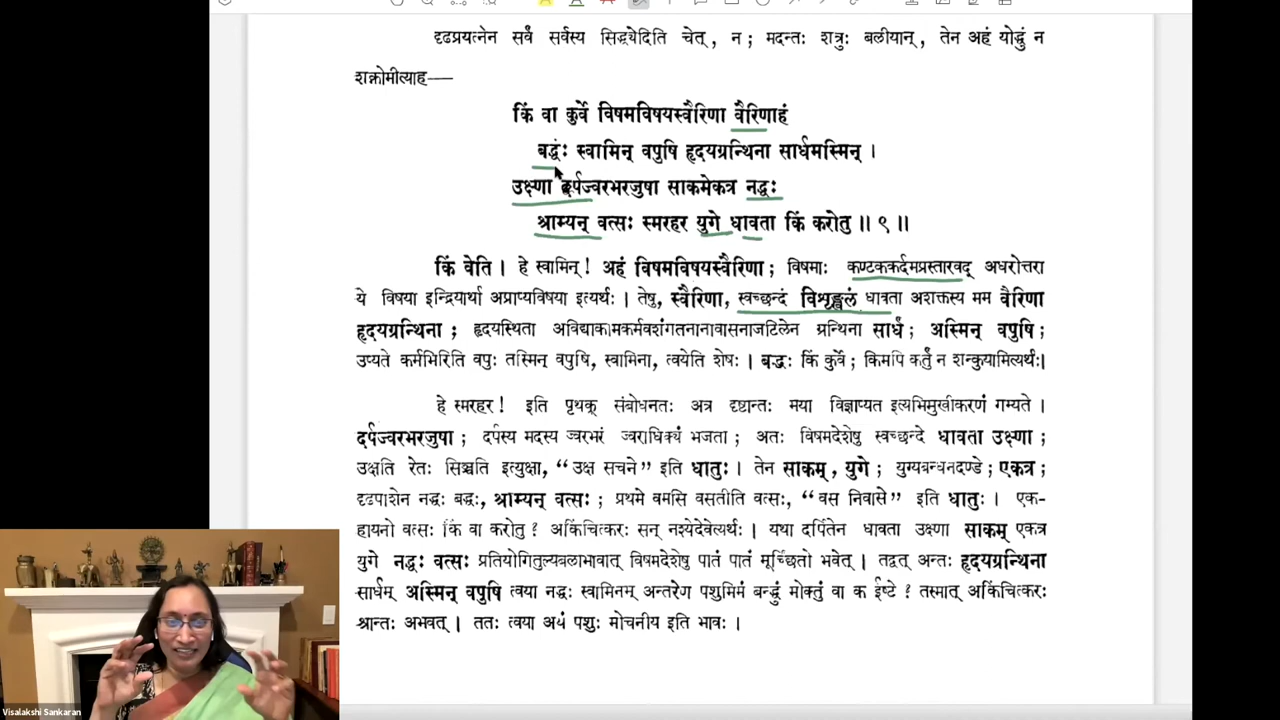 दृढप्रयत्नेन सर्वं सर्वस्य सिद्ध्येदिति चेत् , न ; मदन्तः शत्रुः बलीयान् , तेन अहं योद्धुं न
शक्नोमीत्याह—
किं वा कुर्वे विषमविषयस्वैरिणा वैरिणाहं
बद्धः स्वामिन् वपुषि हृदयग्रन्थिना सार्धमस्मिन् ।
उक्ष्णा दर्पज्वरभरजुषा साकमेकत्र नद्धः
श्राम्यन् वत्सः स्मरहर युगे धावता किं करोतु ॥ ९ ॥
किं वेति । हे स्वामिन् ! अहं विषमविषयस्वैरिणा ; विषमाः कण्टककर्दमप्रस्तारवद् अधरोत्तरा
ये विषया इन्द्रियार्था अप्राप्यविषया इत्यर्थः । तेषु, स्वैरिणा, स्वच्छन्दं विशृङ्खलं धावता अशक्तस्य मम वैरिणा
हृदयग्रन्थिना ; हृदयस्थिता अविद्याकामकर्मवशंगतनानावासनाजटिलेन ग्रन्थिना सार्धं ; अस्मिन् वपुषि ;
उप्यते कर्मभिरिति वपुः तस्मिन् वपुषि, स्वामिना, त्वयेति शेषः । बद्धः किं कुर्वे ; किमपि कर्तुं न शन्कुयामित्यर्थः।
हे स्मरहर ! इति पृथक् संबोधनतः अत्र दृष्टान्तः मया विज्ञाप्यत इत्यभिमुखीकरणं गम्यते ।
दर्पज्वरभरजुषा ; दर्पस्य मदस्य ज्वरभरं ज्वराधिक्यं भजता ; अतः विषमदेशेषु स्वच्छन्दे धावता उक्ष्णा ;
उक्षति रेतः सिञ्चति इत्युक्षा, “उक्ष सचने” इति धातुः । तेन साकम् , युगे ; युग्यबन्धनदण्डे ; एकत्र ;
दृढपाशेन नद्धः बद्धः, श्राम्यन् वत्सः ; प्रथमे वमसि वसतीति वत्सः, “वस निवासे” इति धातुः । एक-
हायनो वत्सः किं वा करोतु ? अकिंचित्करः सन् नश्येदेवेत्यर्थः । यथा दर्पितेन धावता उक्ष्णा साकम् एकत्र
युगे नद्धः वत्सः प्रतियोगितुल्यबलाभावात् विषमदेशेषु पातं पातं मूर्च्छितो भवेत् । तद्वत् अन्तः हृदयग्रन्थिना
सार्धम् अस्मिन् वपुषि त्वया नद्धः स्वामिनम् अन्तरेण पशुमिमं बन्द्धुं मोक्तुं वा क ईष्टे ? तस्मात् अकिंचित्करः
श्रान्तः अभवत् । ततः त्वया अयं पशुः मोचनीय इति भावः ।
Visalakshi Sankaran